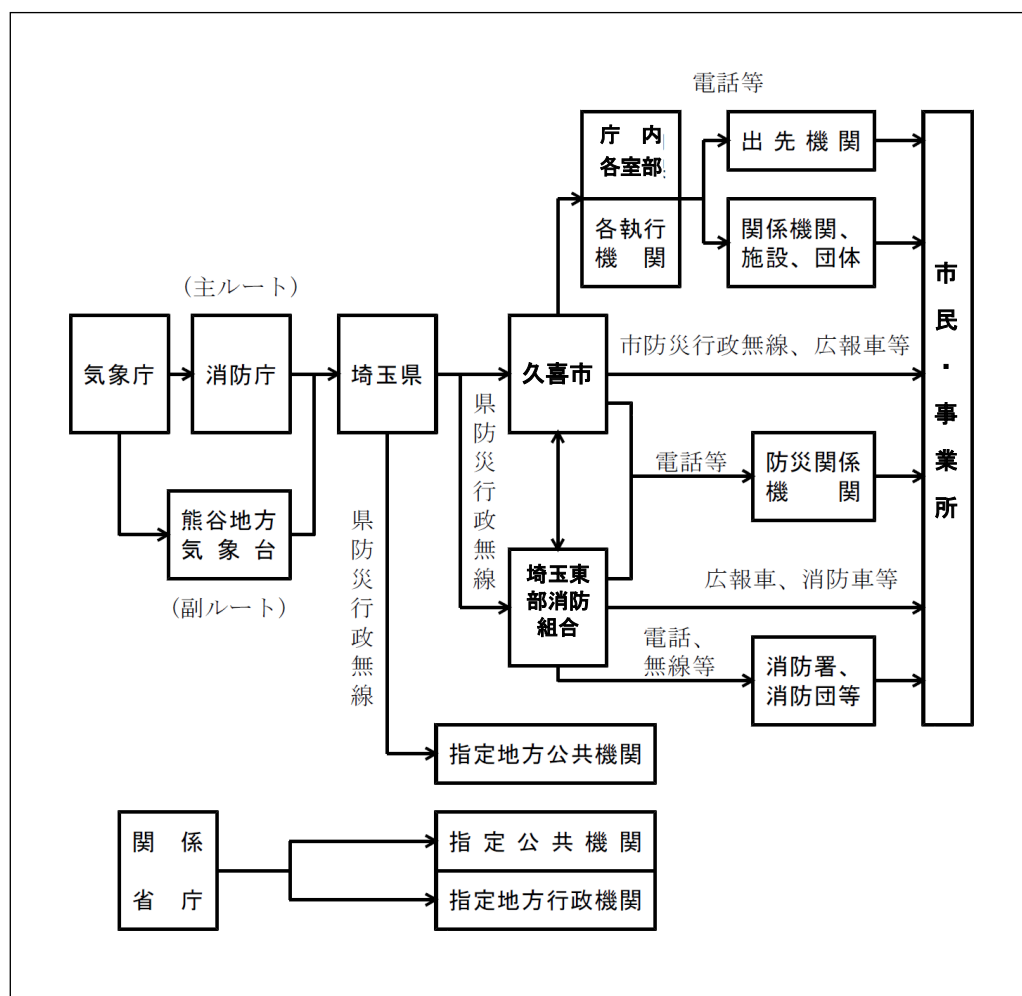 電話等
庁内
各室部
各執行
機関
出先機関
関係機関、
施設、団体
市民・事業所
(主ルート)
気象庁
消防庁
埼玉県
久喜市
市防災行政無線、広報車等
県防災行政無線
電話等
防災関係
機関
熊谷地方
気象台
(副ルート)
県防災行政無線
埼玉東
部消防
組合
広報車、消防車等
電話、
無線等
消防署、
消防団等
指定地方公共機関
関係
省庁
指定公共機関
指定地方行政機関